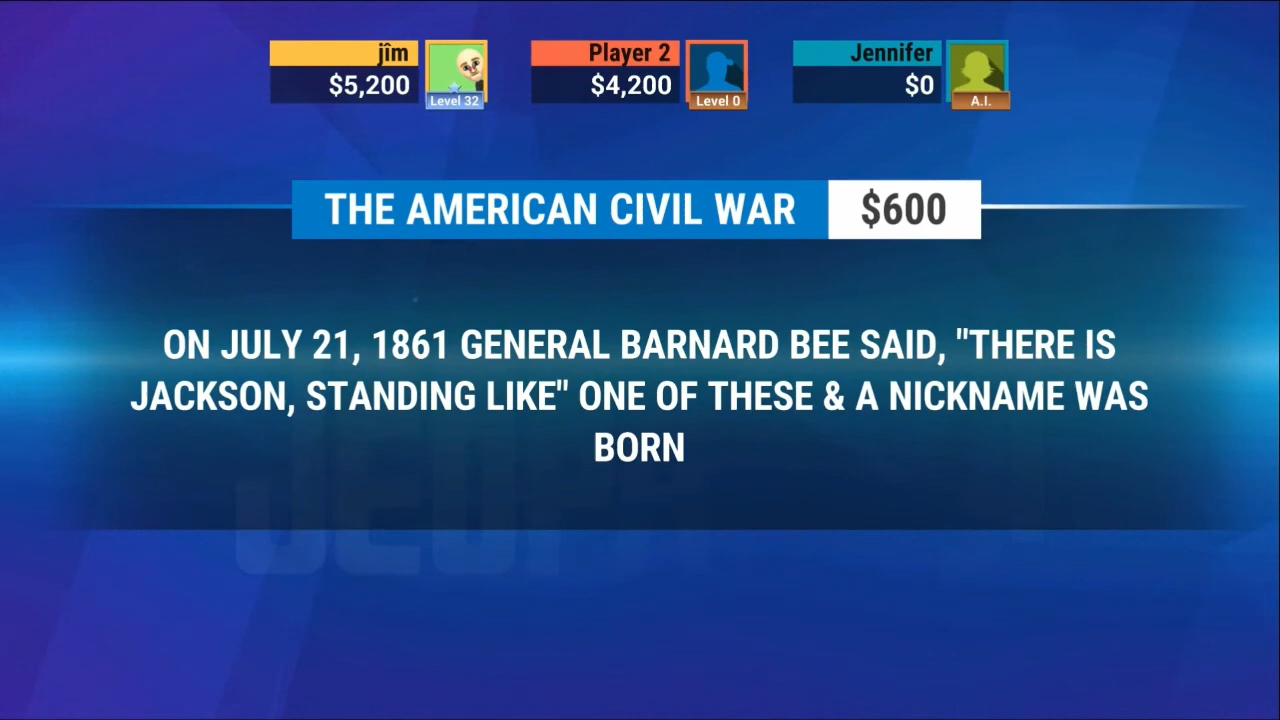 jîm
$5,200
Level 32
Player 2
$4,200
Level 0
Jennifer
$0
A.I.
THE AMERICAN CIVIL WAR $600
ON JULY 21, 1861 GENERAL BARNARD BEE SAID, "THERE IS
JACKSON, STANDING LIKE" ONE OF THESE & A NICKNAME WAS
BORN